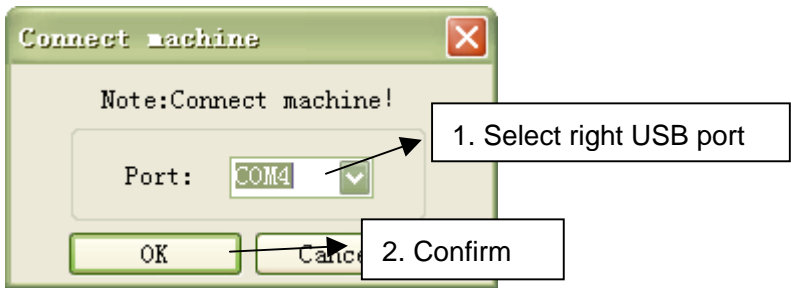 Connect machine
Note:Connect machine!
1. Select right USB port
Port: COM4
OK
2. Confirm